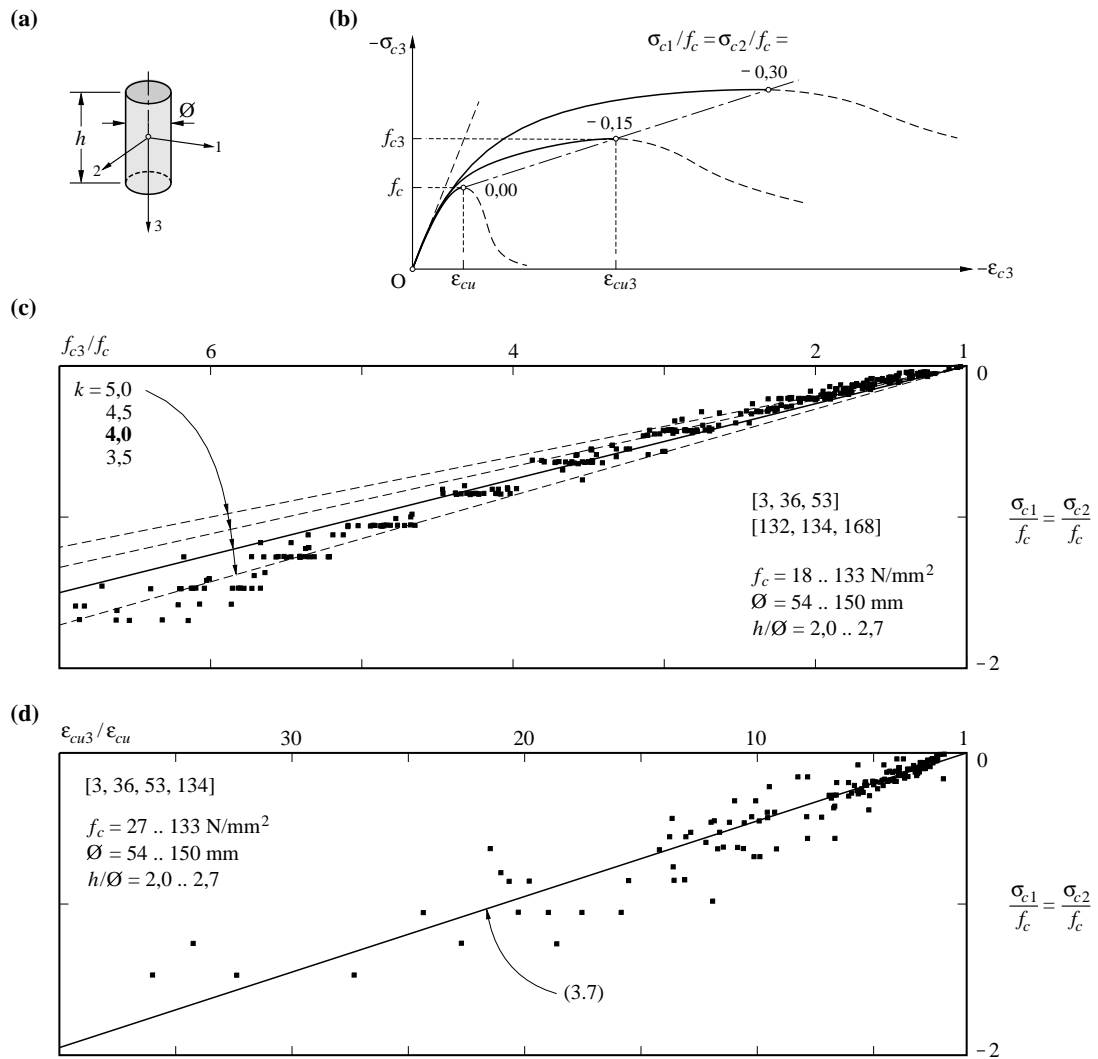 (a)
h
Ø
1
2
3
(b)
−σc3
σc1/fc = σc2/fc =
− 0,30
− 0,15
0,00
fc3
fc
O
εcu
εcu3
−εc3
(c)
fc3/fc
6
4
2
1
0
k = 5,0
4,5
4,0
3,5
[3, 36, 53]
[132, 134, 168]
fc = 18 .. 133 N/mm²
Ø = 54 .. 150 mm
h/Ø = 2,0 .. 2,7
σc1/fc = σc2/fc
−2
(d)
εcu3/εcu
30
20
10
1
0
[3, 36, 53, 134]
fc = 27 .. 133 N/mm²
Ø = 54 .. 150 mm
h/Ø = 2,0 .. 2,7
σc1/fc = σc2/fc
(3.7)
−2